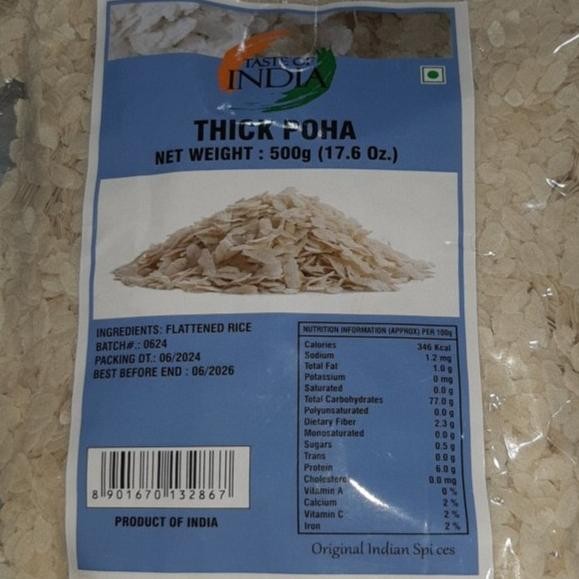 TASTE OF
INDIA
THICK POHA
NET WEIGHT : 500g (17.6 Oz.)
INGREDIENTS: FLATTENED RICE
BATCH#.: 0624
PACKING DT.: 06/2024
BEST BEFORE END : 06/2026
8 901670 132867
PRODUCT OF INDIA
NUTRITION INFORMATION (APPROX) PER 100g
Calories 346 Kcal
Sodium 1.2 mg
Total Fat 1.0 g
Potassium 0 mg
Saturated 0.0 g
Total Carbohydrates 77.0 g
Polyunsaturated 0.0 g
Dietary Fiber 2.3 g
Monosaturated 0.0 g
Sugars 0.5 g
Trans 0.0 g
Protein 6.0 g
Cholesterol 0.0 mg
Vitamin A 0 %
Calcium 2 %
Vitamin C 2 %
Iron 2 %
Original Indian Spices